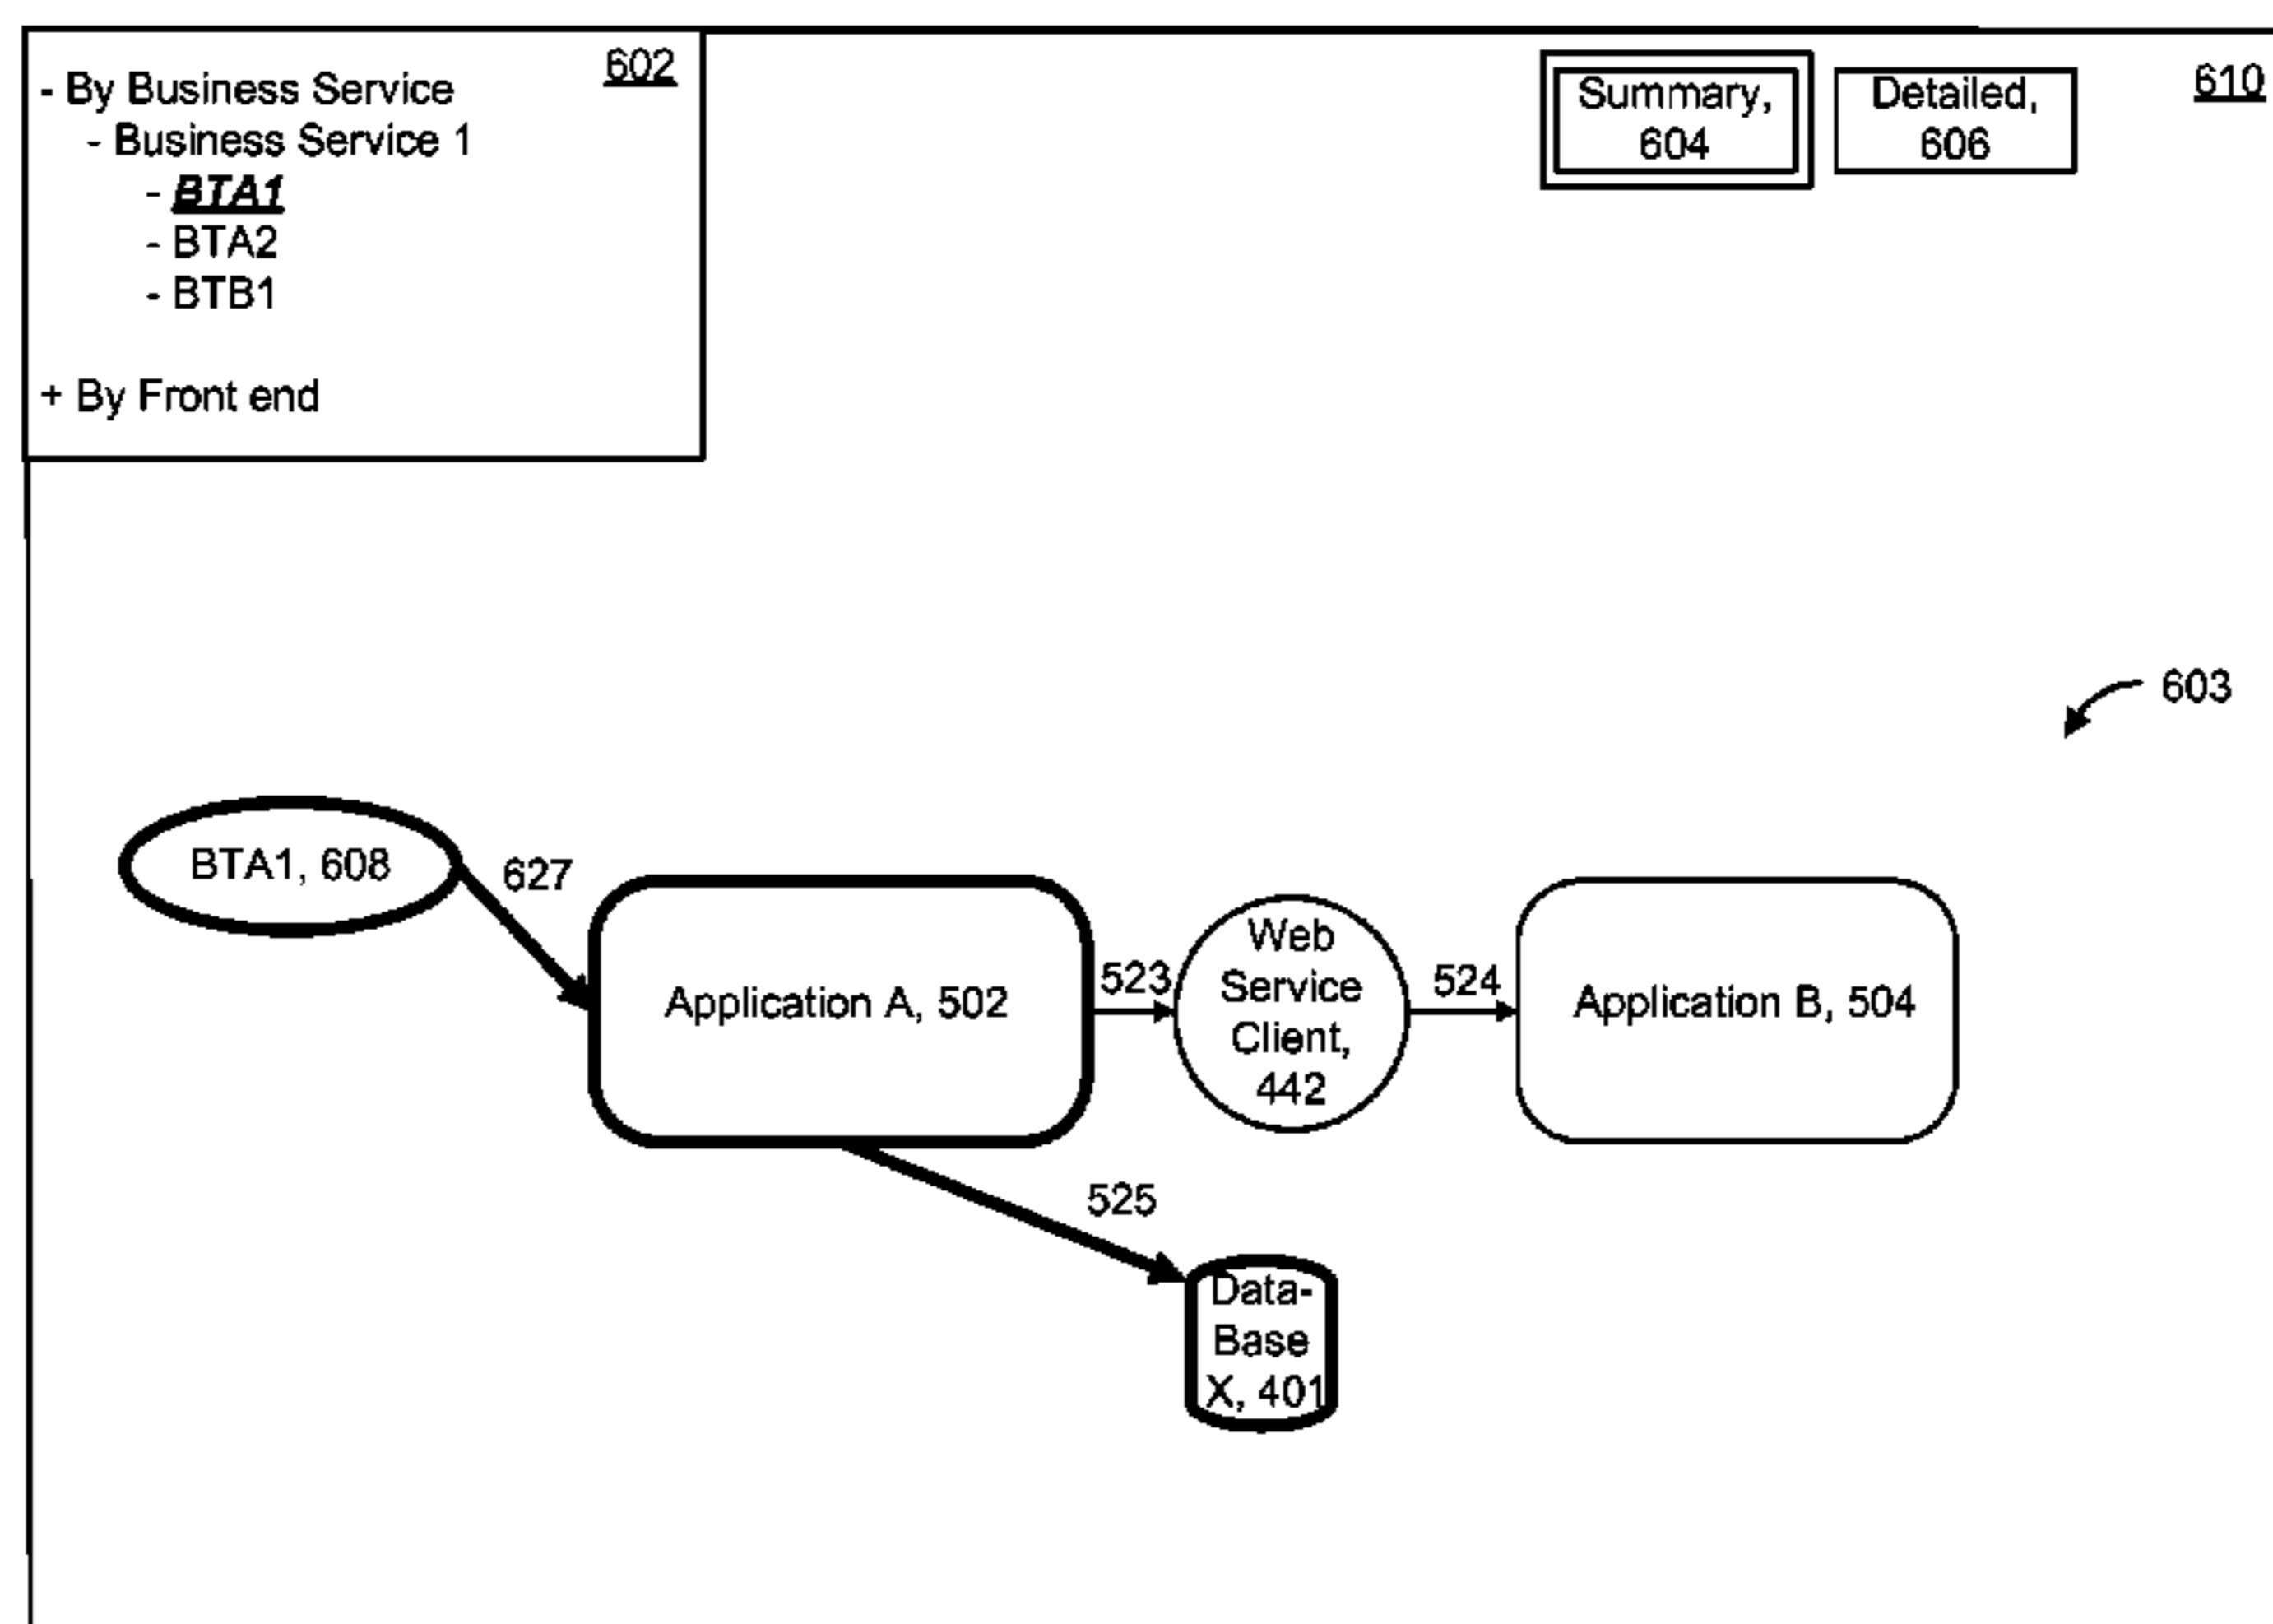 602
- By Business Service
- Business Service 1
- BTA1
- BTA2
- BTB1
+ By Front end
Summary,
604
Detailed,
606
610
603
BTA1, 608
627
Application A, 502
523
Web
Service
Client,
442
524
Application B, 504
525
Data-
Base
X, 401